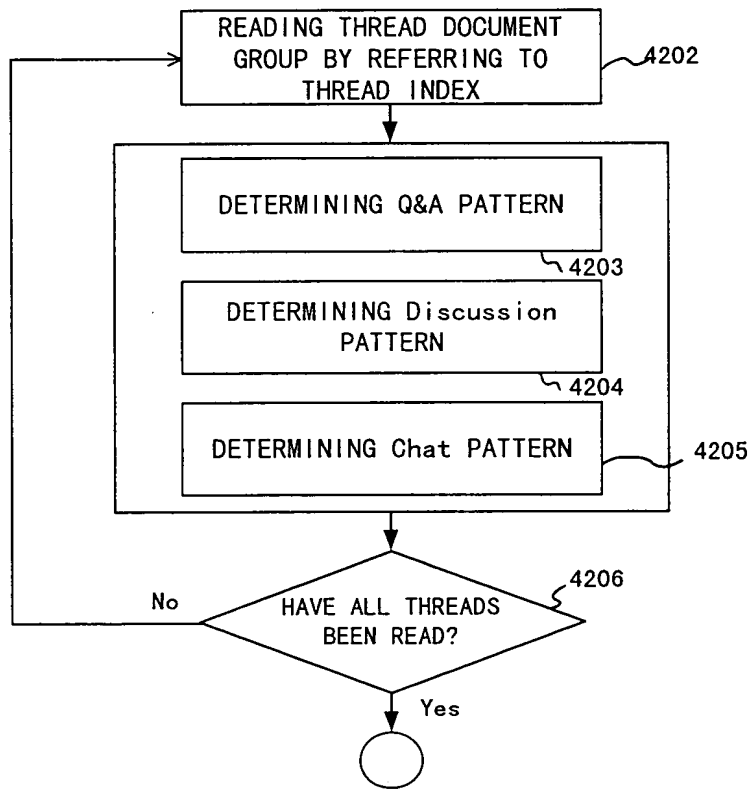 READING THREAD DOCUMENT
GROUP BY REFERRING TO
THREAD INDEX
4202
DETERMINING Q&A PATTERN
4203
DETERMINING Discussion
PATTERN
4204
DETERMINING Chat PATTERN
4205
4206
No
HAVE ALL THREADS
BEEN READ?
Yes